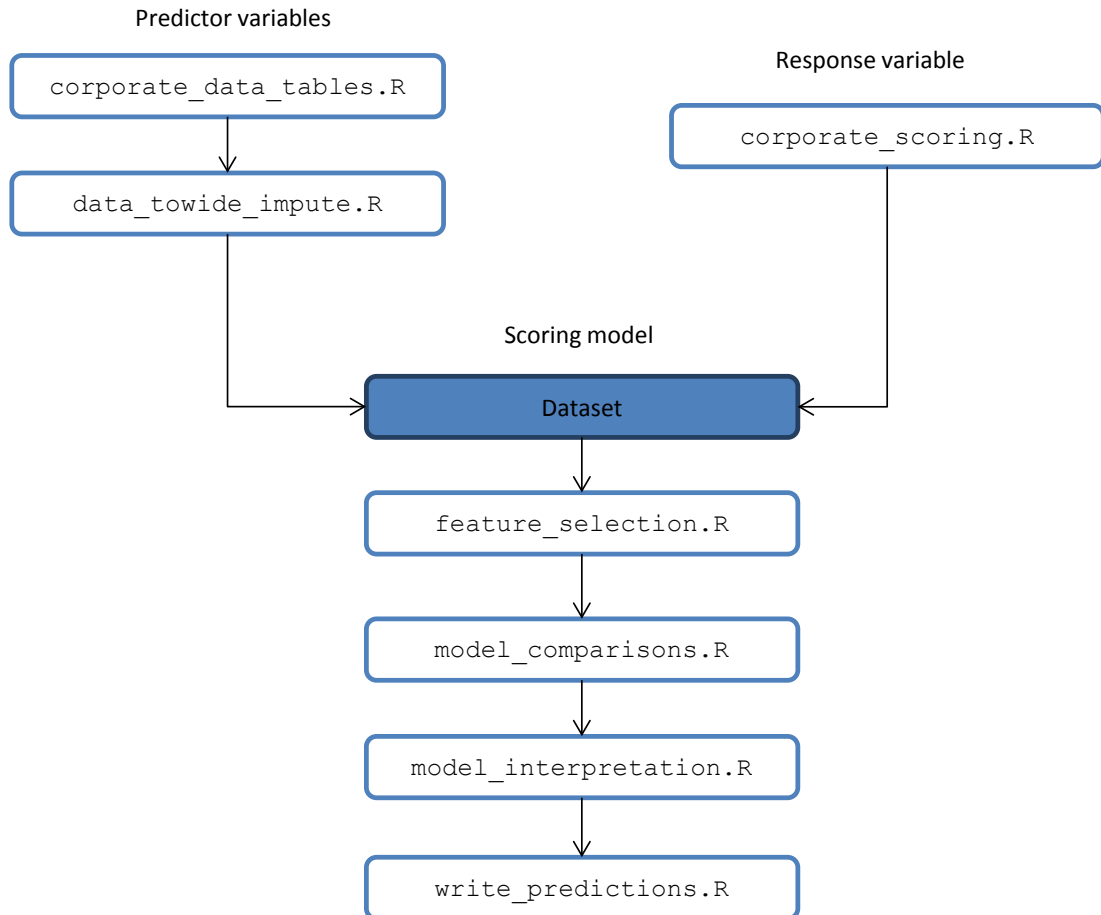 Predictor variables
corporate_data_tables.R
data_towide_impute.R
Response variable
corporate_scoring.R
Scoring model
Dataset
feature_selection.R
model_comparisons.R
model_interpretation.R
write_predictions.R